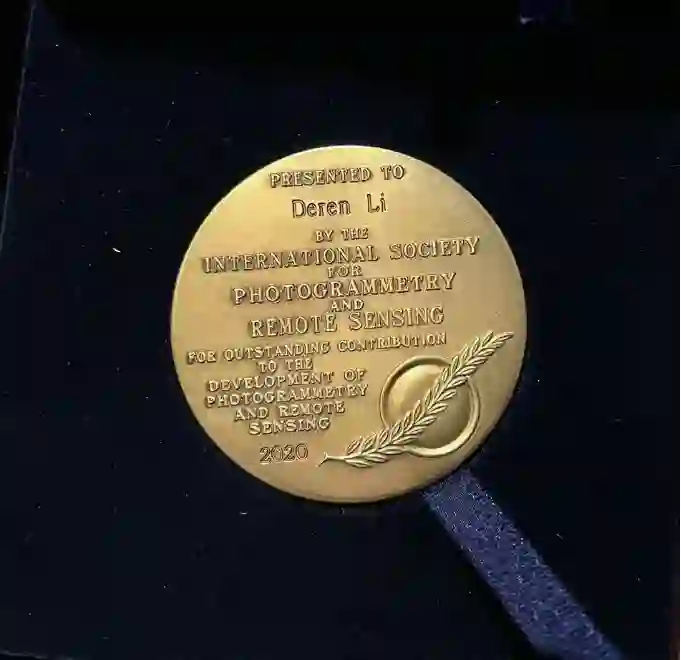 PRESENTED TO
Deren Li
BY THE
INTERNATIONAL SOCIETY
FOR
PHOTOGRAMMETRY
AND
REMOTE SENSING
FOR OUTSTANDING CONTRIBUTION
TO THE
DEVELOPMENT OF
PHOTOGRAMMETRY
AND REMOTE
SENSING
2020